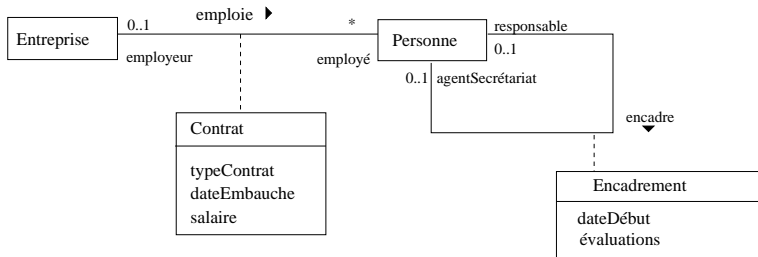 emploie
0..1
*
Entreprise
Personne
responsable
0..1
employeur
employé
0..1 agentSecrétariat
encadre
Contrat
typeContrat
dateEmbauche
salaire
Encadrement
dateDébut
évaluations